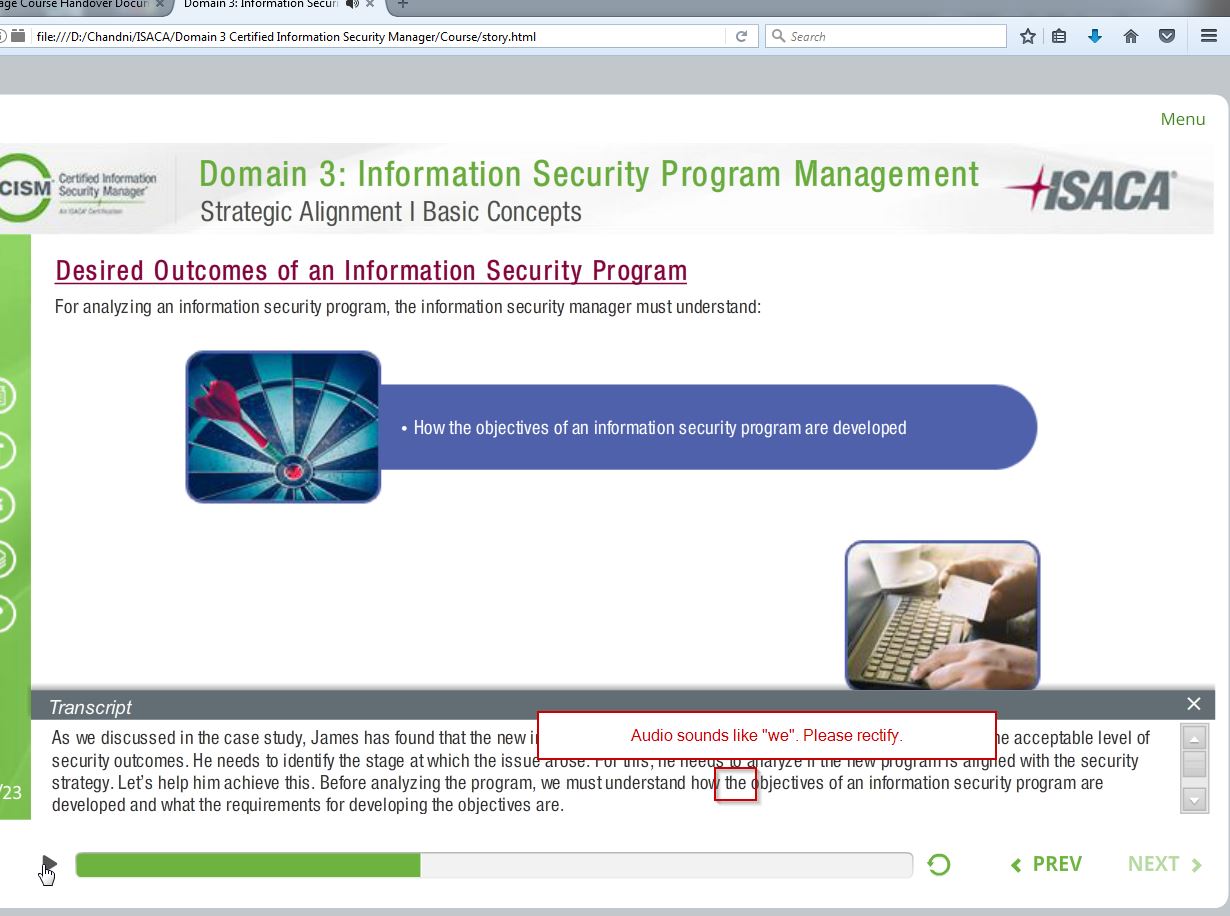 age Course Handover Docum
Domain 3: Information Securi
file:///D:/Chandni/ISACA/Domain 3 Certified Information Security Manager/Course/story.html
Search
Menu
CISM
Certified Information
Security Manager
An ISACA Certification
Domain 3: Information Security Program Management
Strategic Alignment I Basic Concepts
ISACA
Desired Outcomes of an Information Security Program
For analyzing an information security program, the information security manager must understand:
• How the objectives of an information security program are developed
Transcript
Audio sounds like "we". Please rectify.
As we discussed in the case study, James has found that the new i acceptable level of
security outcomes. He needs to identify the stage at which the issue arose. For this, he needs to analyze if the new program is aligned with the security
strategy. Let's help him achieve this. Before analyzing the program, we must understand how the objectives of an information security program are
developed and what the requirements for developing the objectives are.
/23
PREV
NEXT